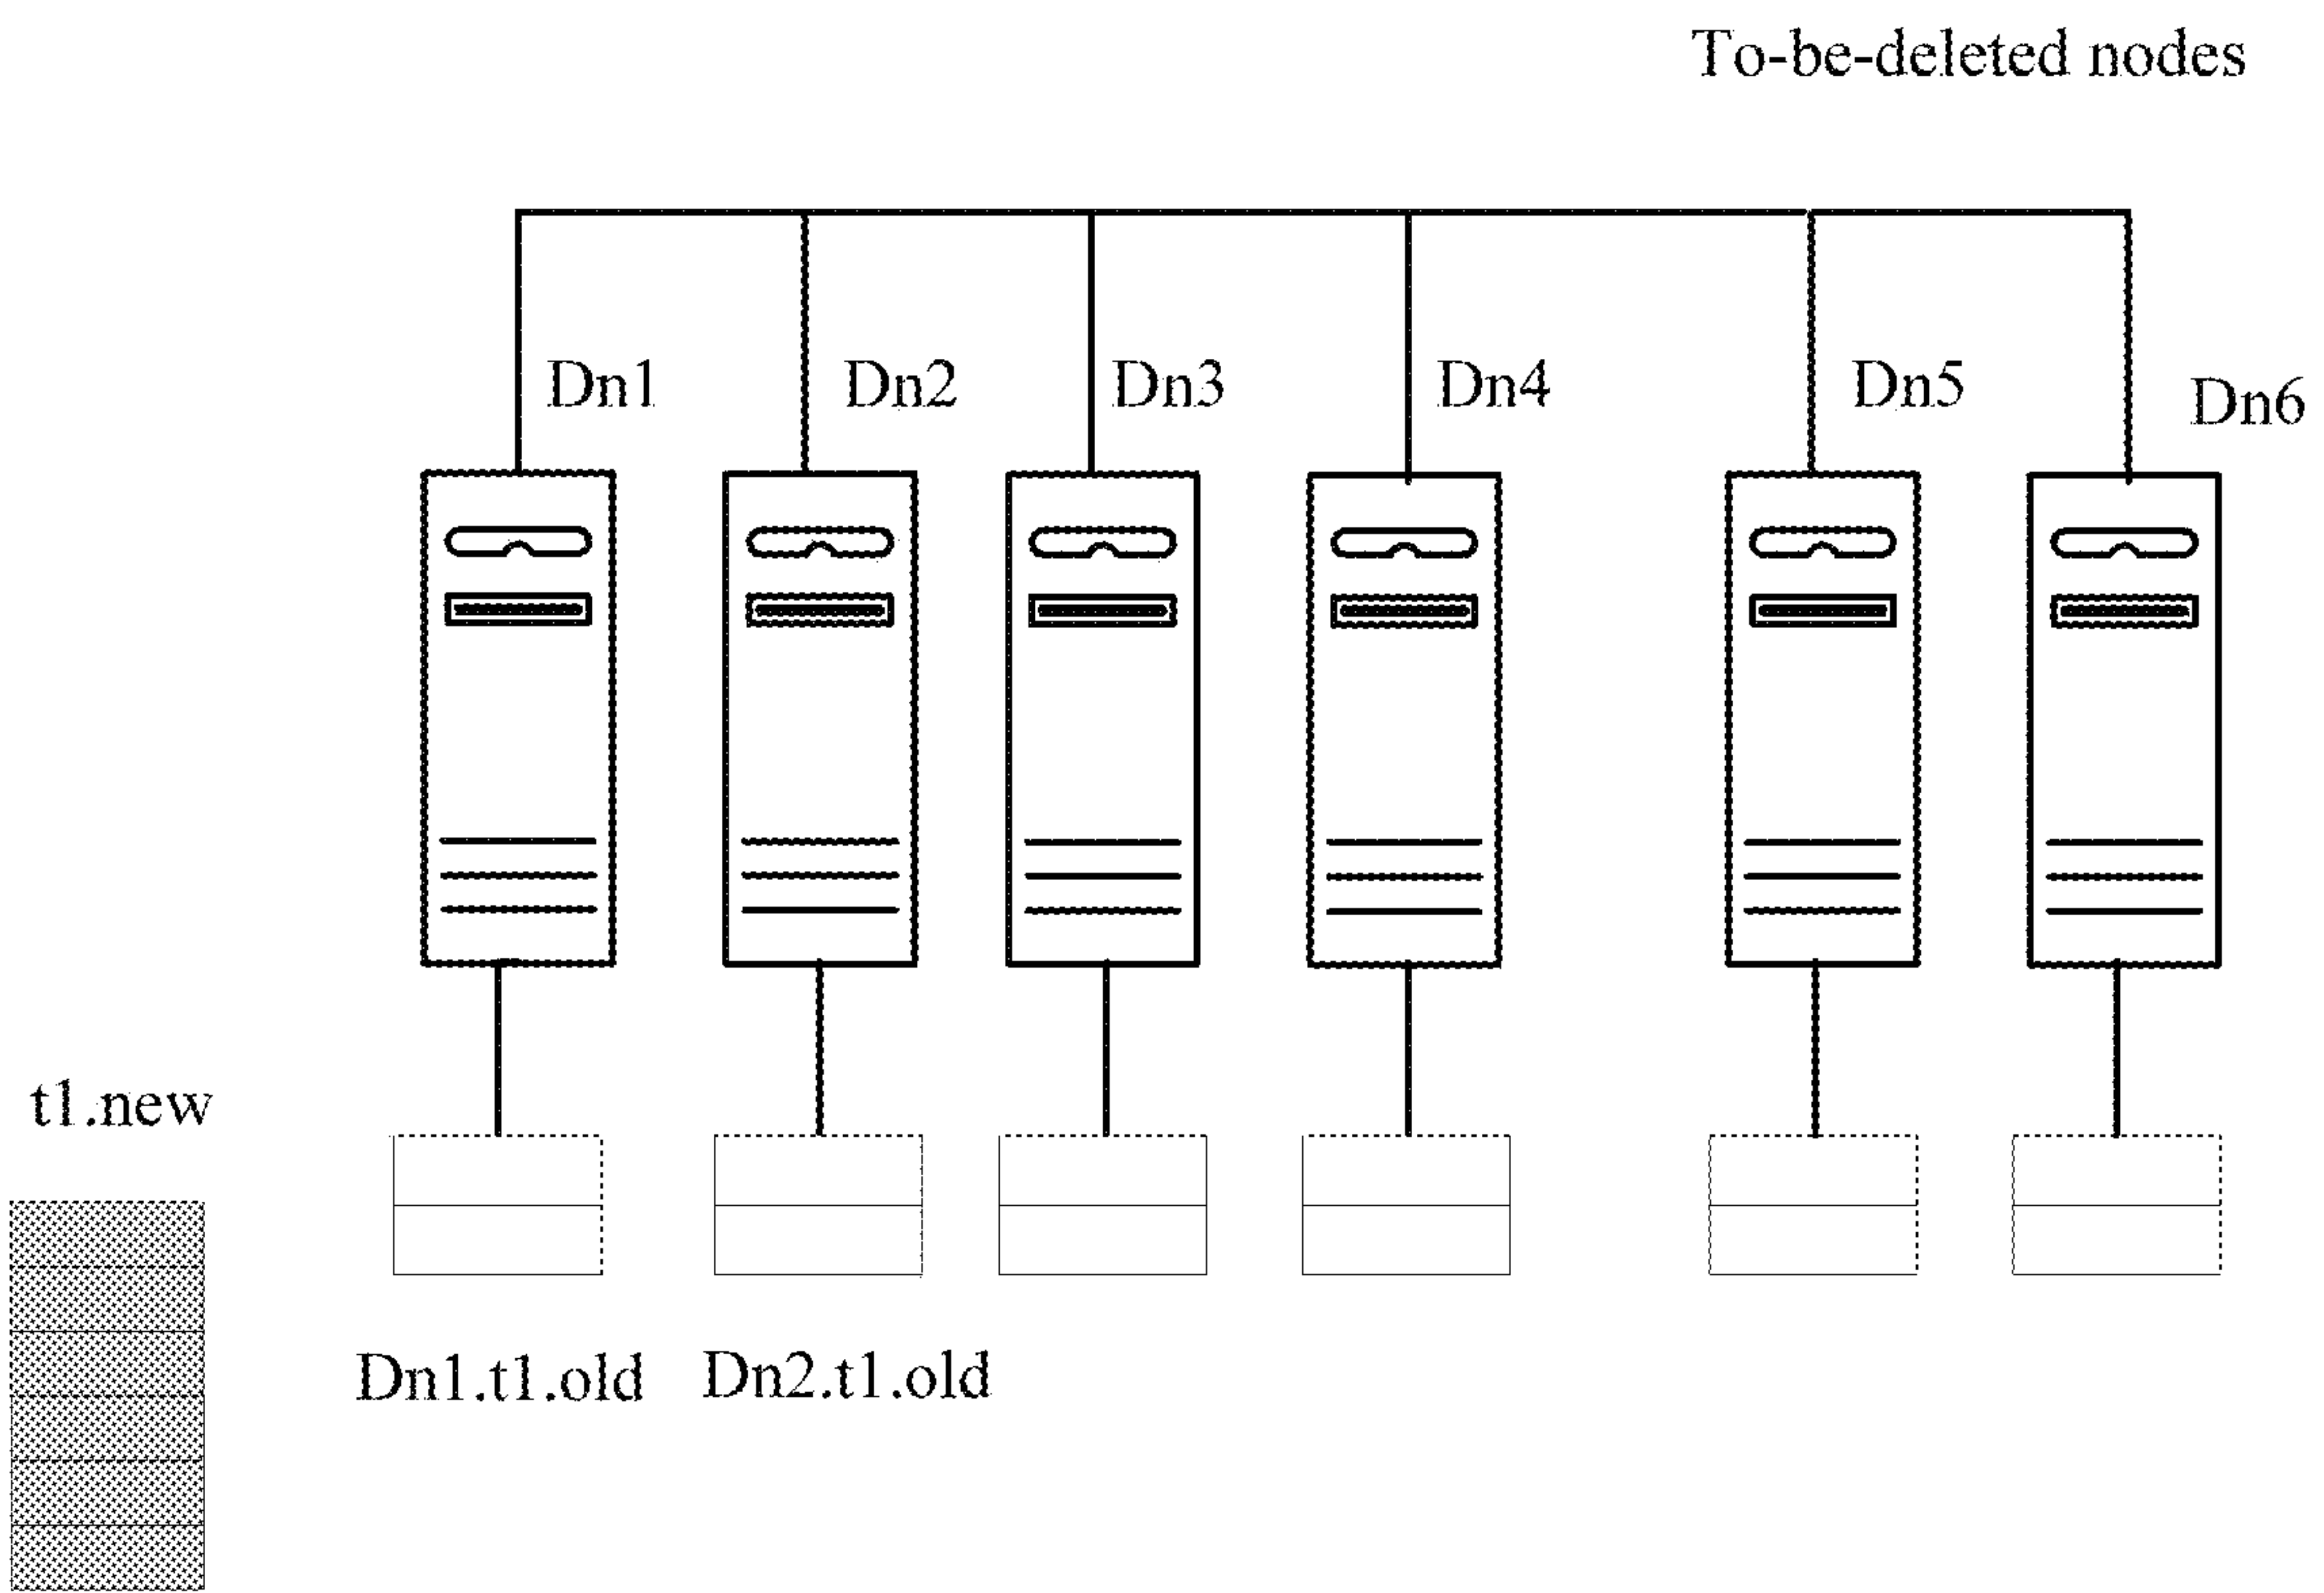 To-be-deleted nodes
Dn1 Dn2 Dn3 Dn4 Dn5 Dn6
t1.new
Dn1.t1.old Dn2.t1.old